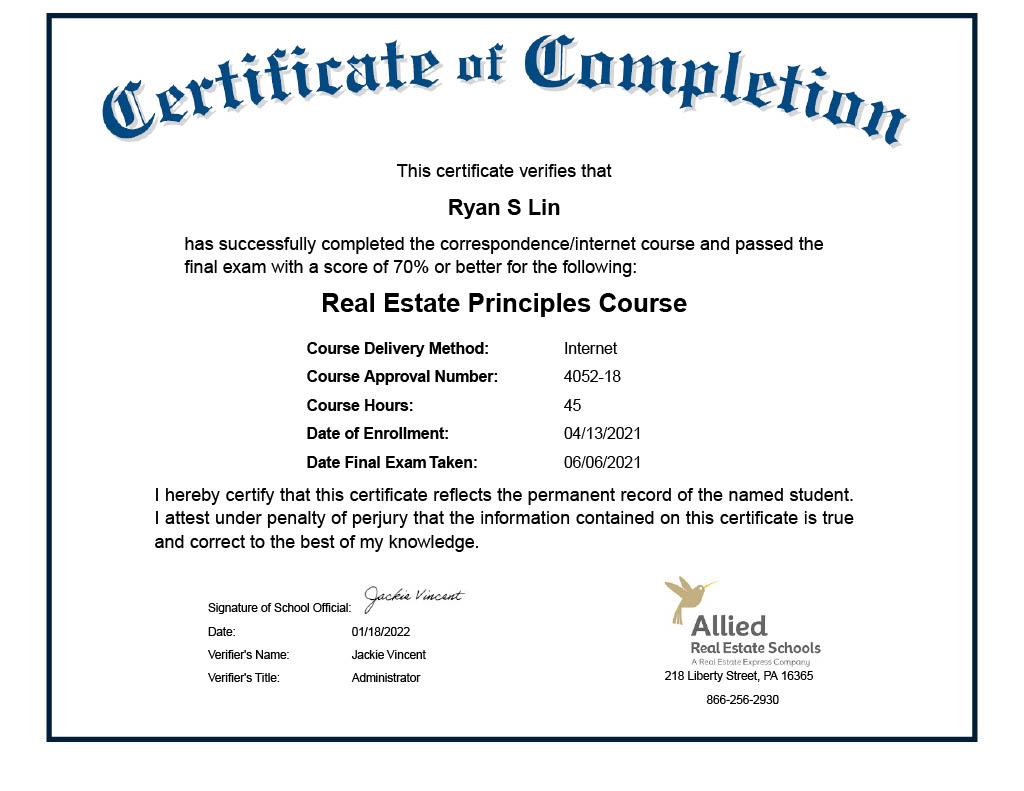 Certificate of Completion
This certificate verifies that
Ryan S Lin
has successfully completed the correspondence/internet course and passed the
final exam with a score of 70% or better for the following:
Real Estate Principles Course
Course Delivery Method: Internet
Course Approval Number: 4052-18
Course Hours: 45
Date of Enrollment: 04/13/2021
Date Final Exam Taken: 06/06/2021
I hereby certify that this certificate reflects the permanent record of the named student.
I attest under penalty of perjury that the information contained on this certificate is true
and correct to the best of my knowledge.
Signature of School Official: Jackie Vincent
Date: 01/18/2022
Verifier's Name: Jackie Vincent
Verifier's Title: Administrator
Allied
Real Estate Schools
A Real Estate Express Company
218 Liberty Street, PA 16365
866-256-2930